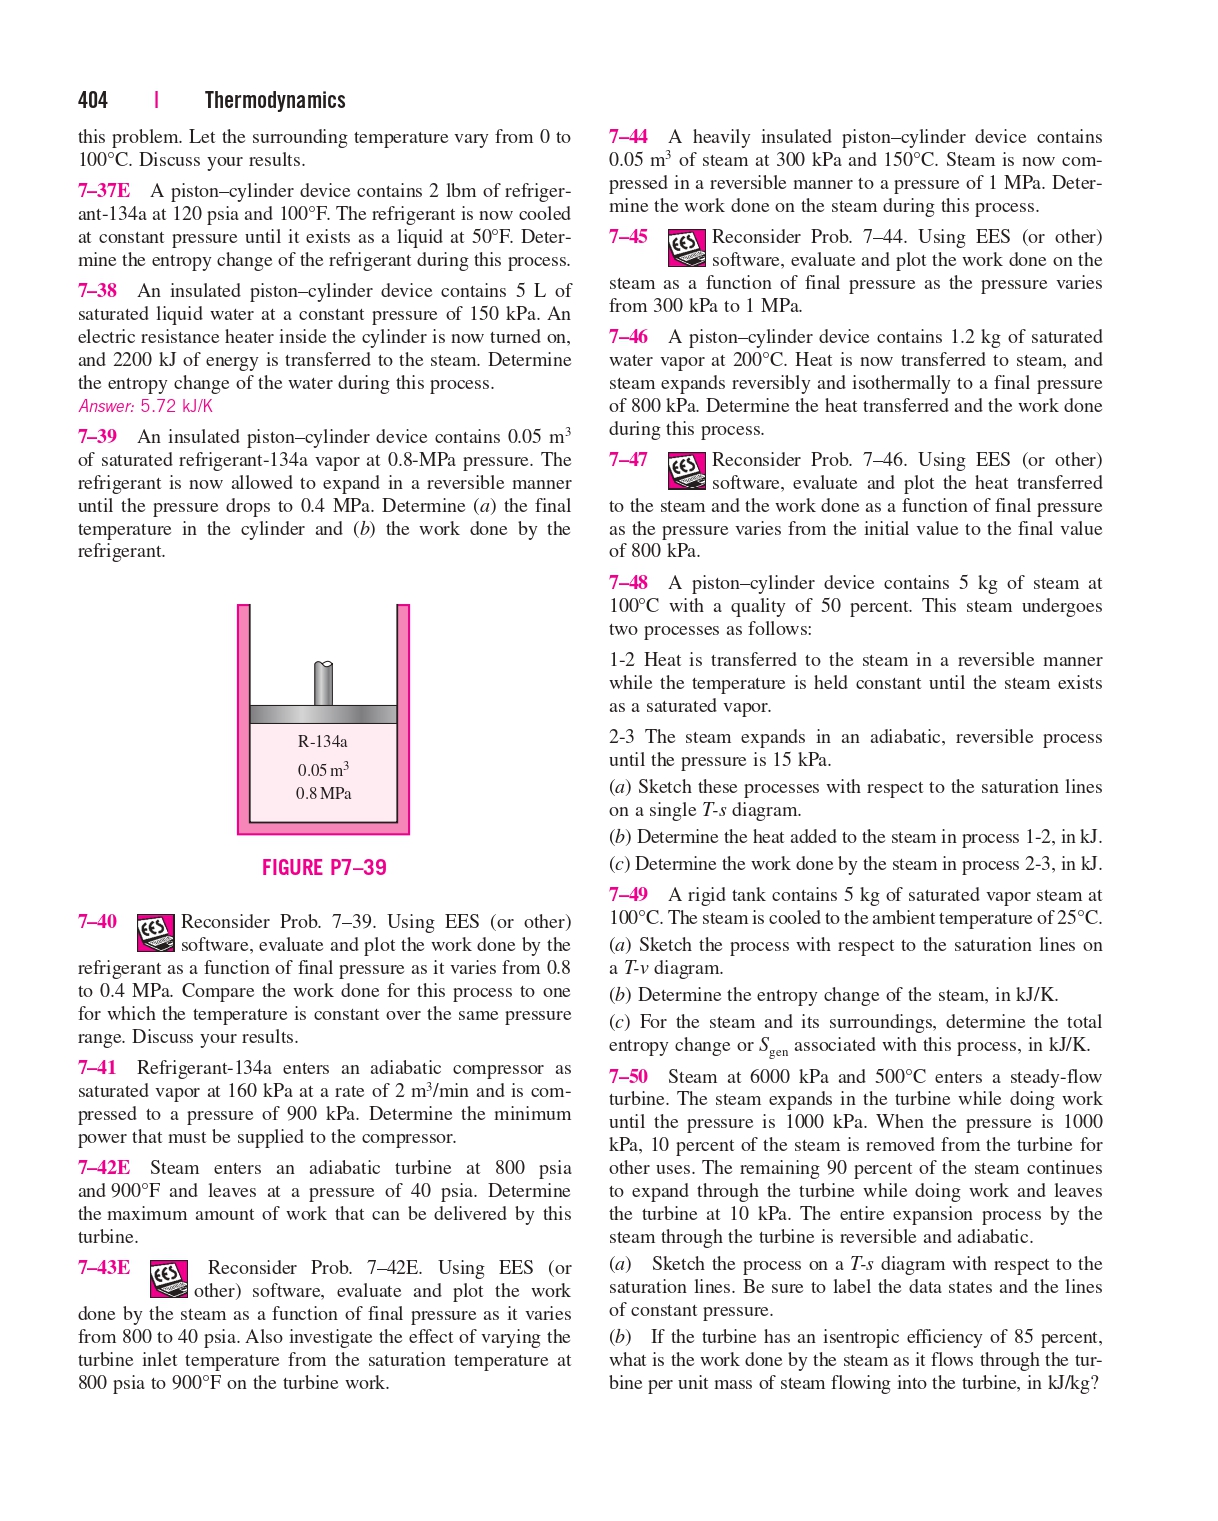 404 | Thermodynamics
this problem. Let the surrounding temperature vary from 0 to
100°C. Discuss your results.
7–37E A piston–cylinder device contains 2 lbm of refriger-
ant-134a at 120 psia and 100°F. The refrigerant is now cooled
at constant pressure until it exists as a liquid at 50°F. Deter-
mine the entropy change of the refrigerant during this process.
7–38 An insulated piston–cylinder device contains 5 L of
saturated liquid water at a constant pressure of 150 kPa. An
electric resistance heater inside the cylinder is now turned on,
and 2200 kJ of energy is transferred to the steam. Determine
the entropy change of the water during this process.
Answer: 5.72 kJ/K
7–39 An insulated piston–cylinder device contains 0.05 m³
of saturated refrigerant-134a vapor at 0.8-MPa pressure. The
refrigerant is now allowed to expand in a reversible manner
until the pressure drops to 0.4 MPa. Determine (a) the final
temperature in the cylinder and (b) the work done by the
refrigerant.
R-134a
0.05 m³
0.8 MPa
FIGURE P7–39
7–40 EES Reconsider Prob. 7–39. Using EES (or other)
software, evaluate and plot the work done by the
refrigerant as a function of final pressure as it varies from 0.8
to 0.4 MPa. Compare the work done for this process to one
for which the temperature is constant over the same pressure
range. Discuss your results.
7–41 Refrigerant-134a enters an adiabatic compressor as
saturated vapor at 160 kPa at a rate of 2 m³/min and is com-
pressed to a pressure of 900 kPa. Determine the minimum
power that must be supplied to the compressor.
7–42E Steam enters an adiabatic turbine at 800 psia
and 900°F and leaves at a pressure of 40 psia. Determine
the maximum amount of work that can be delivered by this
turbine.
7–43E EES Reconsider Prob. 7–42E. Using EES (or
other) software, evaluate and plot the work
done by the steam as a function of final pressure as it varies
from 800 to 40 psia. Also investigate the effect of varying the
turbine inlet temperature from the saturation temperature at
800 psia to 900°F on the turbine work.
7–44 A heavily insulated piston–cylinder device contains
0.05 m³ of steam at 300 kPa and 150°C. Steam is now com-
pressed in a reversible manner to a pressure of 1 MPa. Deter-
mine the work done on the steam during this process.
7–45 EES Reconsider Prob. 7–44. Using EES (or other)
software, evaluate and plot the work done on the
steam as a function of final pressure as the pressure varies
from 300 kPa to 1 MPa.
7–46 A piston–cylinder device contains 1.2 kg of saturated
water vapor at 200°C. Heat is now transferred to steam, and
steam expands reversibly and isothermally to a final pressure
of 800 kPa. Determine the heat transferred and the work done
during this process.
7–47 EES Reconsider Prob. 7–46. Using EES (or other)
software, evaluate and plot the heat transferred
to the steam and the work done as a function of final pressure
as the pressure varies from the initial value to the final value
of 800 kPa.
7–48 A piston–cylinder device contains 5 kg of steam at
100°C with a quality of 50 percent. This steam undergoes
two processes as follows:
1-2 Heat is transferred to the steam in a reversible manner
while the temperature is held constant until the steam exists
as a saturated vapor.
2-3 The steam expands in an adiabatic, reversible process
until the pressure is 15 kPa.
(a) Sketch these processes with respect to the saturation lines
on a single T-s diagram.
(b) Determine the heat added to the steam in process 1-2, in kJ.
(c) Determine the work done by the steam in process 2-3, in kJ.
7–49 A rigid tank contains 5 kg of saturated vapor steam at
100°C. The steam is cooled to the ambient temperature of 25°C.
(a) Sketch the process with respect to the saturation lines on
a T-v diagram.
(b) Determine the entropy change of the steam, in kJ/K.
(c) For the steam and its surroundings, determine the total
entropy change or Sgen associated with this process, in kJ/K.
7–50 Steam at 6000 kPa and 500°C enters a steady-flow
turbine. The steam expands in the turbine while doing work
until the pressure is 1000 kPa. When the pressure is 1000
kPa, 10 percent of the steam is removed from the turbine for
other uses. The remaining 90 percent of the steam continues
to expand through the turbine while doing work and leaves
the turbine at 10 kPa. The entire expansion process by the
steam through the turbine is reversible and adiabatic.
(a) Sketch the process on a T-s diagram with respect to the
saturation lines. Be sure to label the data states and the lines
of constant pressure.
(b) If the turbine has an isentropic efficiency of 85 percent,
what is the work done by the steam as it flows through the tur-
bine per unit mass of steam flowing into the turbine, in kJ/kg?